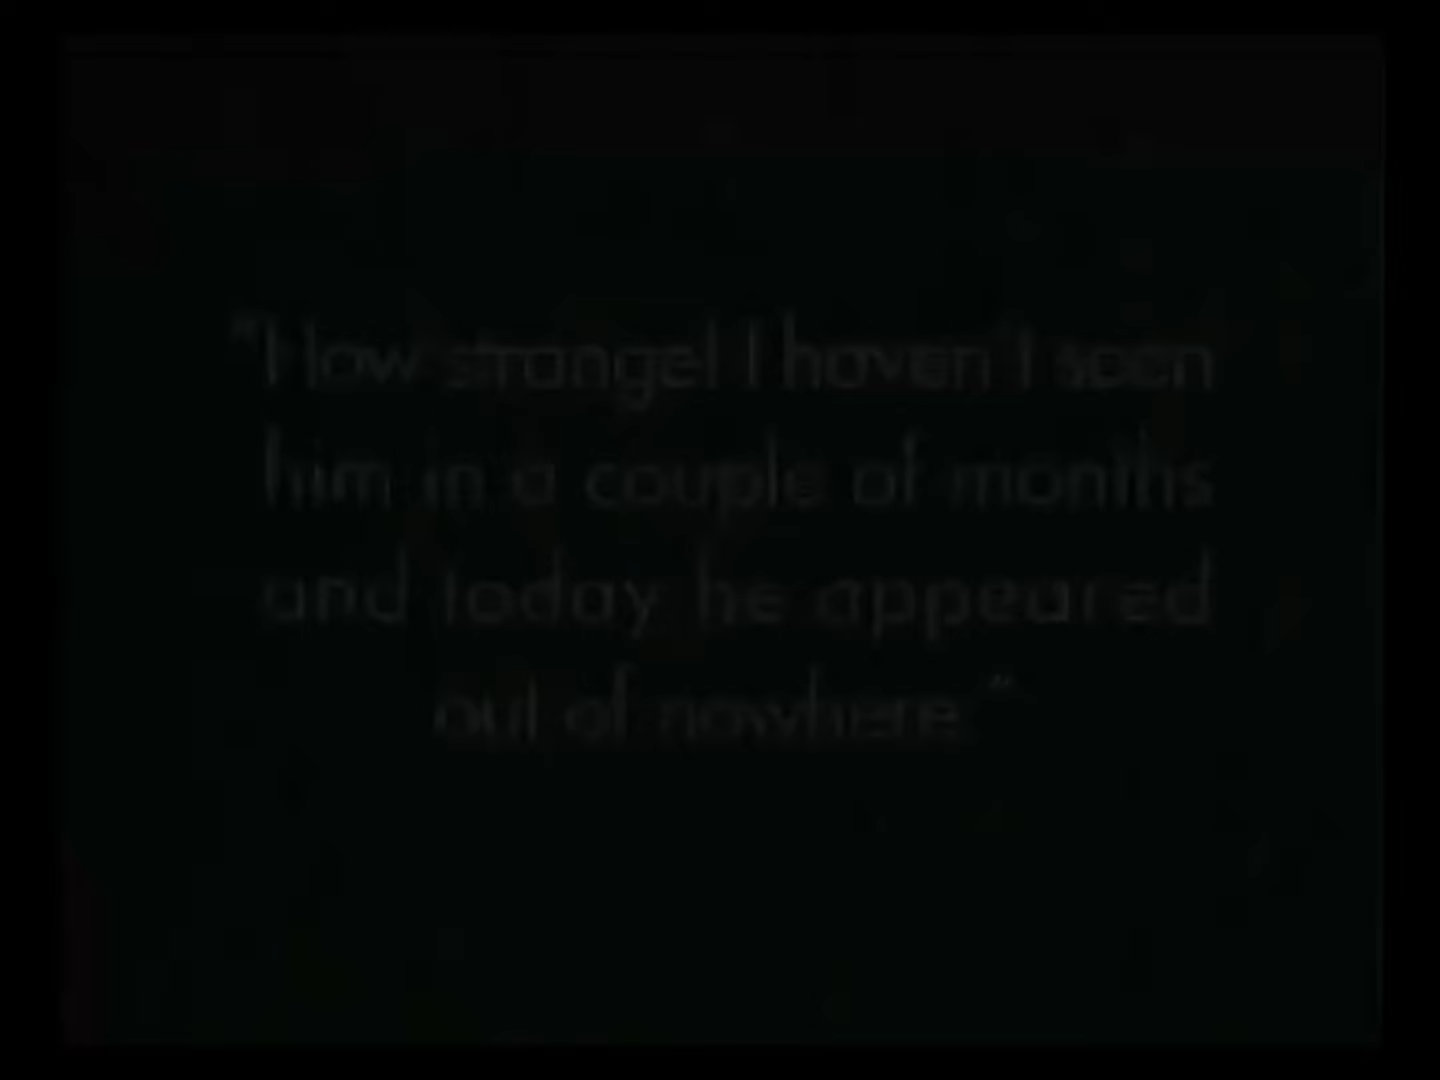 "How strange! I haven't seen
him in a couple of months
and today he appeared
out of nowhere."